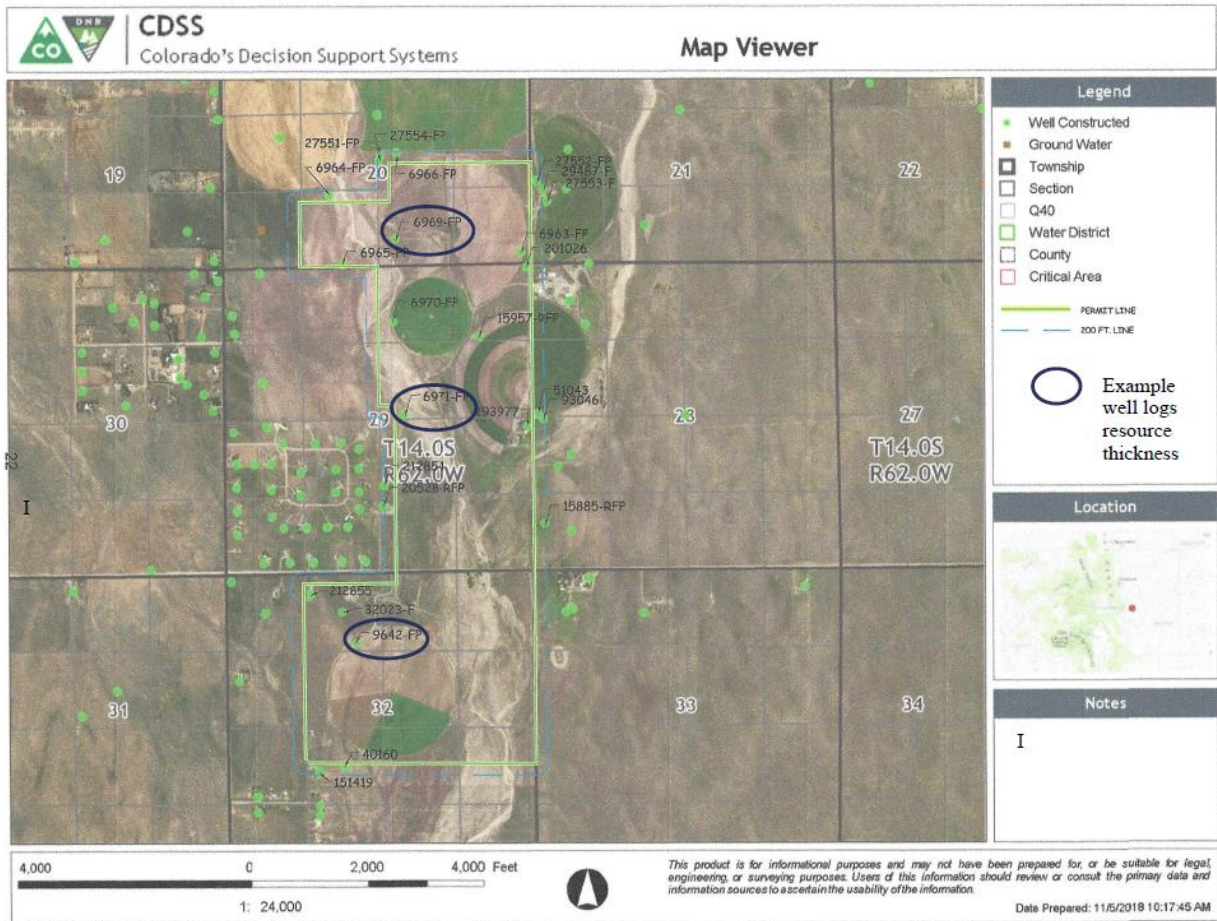 CO
DNR
CDSS
Colorado's Decision Support Systems
Map Viewer
27554-FP
27551-FP
6964-FP
6966-FP
27552-FP
29487-F
27553-F
19
20
21
22
6969-FP
6963-FP
201026
6965-FP
6970-FP
15957-RFP
6971-FP
51043
93046
293977
30
29
23
27
T14.0S
R62.0W
T14.0S
R62.0W
212854
20528-RFP
22
I
15885-RFP
212855
32023-F
9642-FP
31
32
33
34
40160
151419
Legend
Well Constructed
Ground Water
Township
Section
Q40
Water District
County
Critical Area
PERMIT LINE
200 FT. LINE
Example
well logs
resource
thickness
Location
Notes
I
4,000 0 2,000 4,000 Feet
1: 24,000
This product is for informational purposes and may not have been prepared for, or be suitable for legal,
engineering, or surveying purposes. Users of this information should review or consult the primary data and
information sources to ascertain the usability of the information.
Date Prepared: 11/5/2018 10:17:45 AM